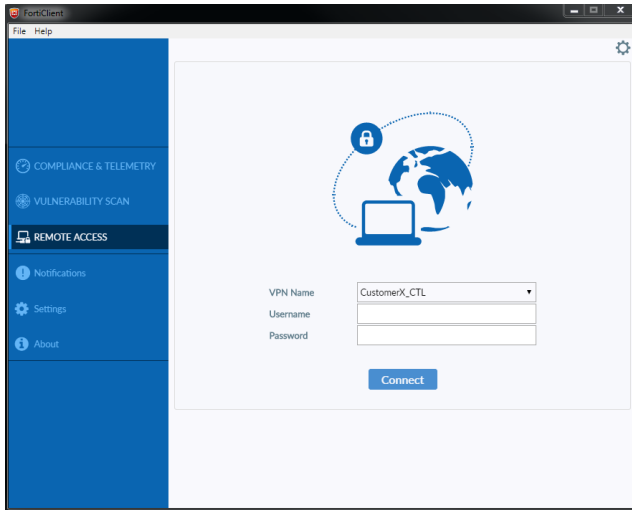 FortiClient
File Help
COMPLIANCE & TELEMETRY
VULNERABILITY SCAN
REMOTE ACCESS
Notifications
Settings
About
VPN Name CustomerX_CTL
Username
Password
Connect